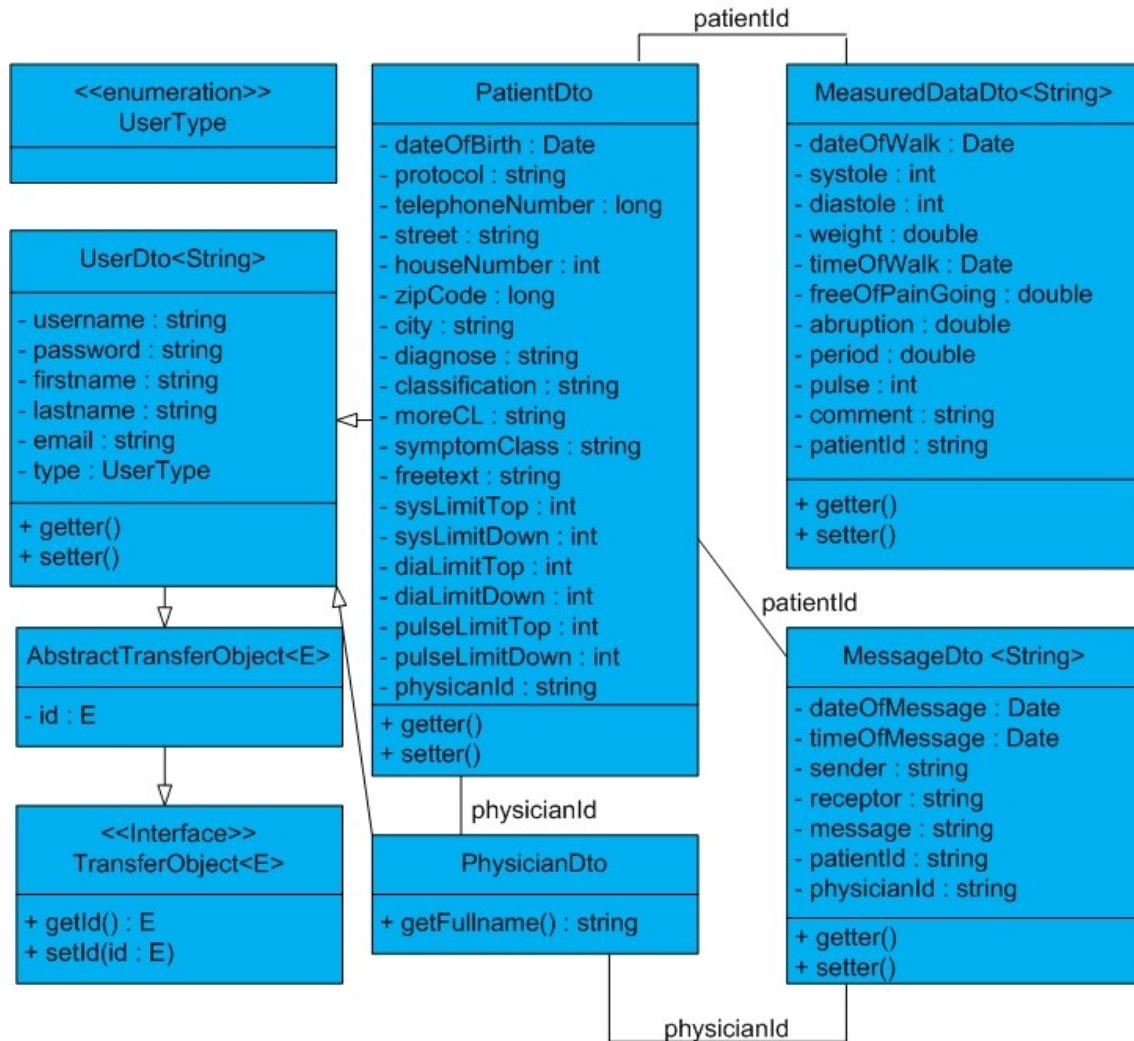 patientId
<<enumeration>>
UserType
UserDto<String>
- username : string
- password : string
- firstname : string
- lastname : string
- email : string
- type : UserType
+ getter()
+ setter()
AbstractTransferObject<E>
- id : E
<<Interface>>
TransferObject<E>
+ getId() : E
+ setId(id : E)
PatientDto
- dateOfBirth : Date
- protocol : string
- telephoneNumber : long
- street : string
- houseNumber : int
- zipCode : long
- city : string
- diagnose : string
- classification : string
- moreCL : string
- symptomClass : string
- freetext : string
- sysLimitTop : int
- sysLimitDown : int
- diaLimitTop : int
- diaLimitDown : int
- pulseLimitTop : int
- pulseLimitDown : int
- physicanId : string
+ getter()
+ setter()
physicianId
PhysicianDto
+ getFullname() : string
MeasuredDataDto<String>
- dateOfWalk : Date
- systole : int
- diastole : int
- weight : double
- timeOfWalk : Date
- freeOfPainGoing : double
- abruption : double
- period : double
- pulse : int
- comment : string
- patientId : string
+ getter()
+ setter()
patientId
MessageDto <String>
- dateOfMessage : Date
- timeOfMessage : Date
- sender : string
- receptor : string
- message : string
- patientId : string
- physicianId : string
+ getter()
+ setter()
physicianId